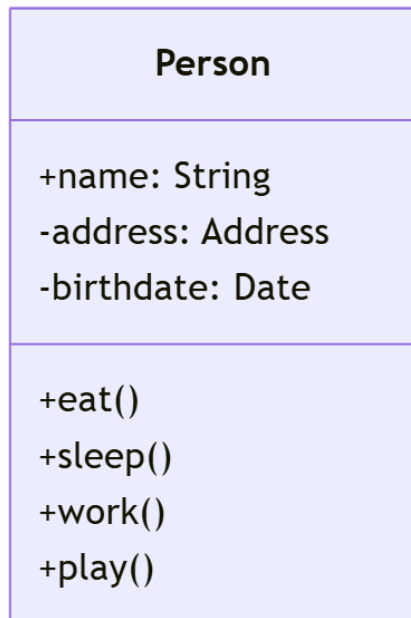 Person
+name: String
-address: Address
-birthdate: Date
+eat()
+sleep()
+work()
+play()